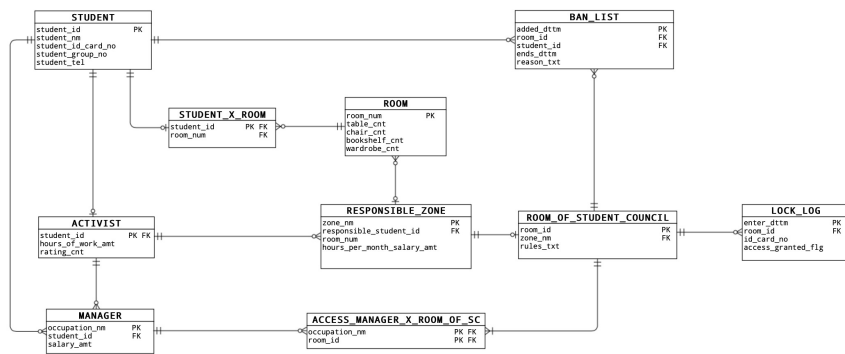 STUDENT
student_id PK
student_nm
student_id_card_no
student_group_no
student_tel
BAN_LIST
added_dttm PK
room_id FK
student_id FK
ends_dttm
reason_txt
STUDENT_X_ROOM
student_id PK FK
room_num FK
ROOM
room_num PK
table_cnt
chair_cnt
bookshelf_cnt
wardrobe_cnt
ACTIVIST
student_id PK FK
hours_of_work_amt
rating_cnt
RESPONSIBLE_ZONE
zone_nm PK
responsible_student_id FK
room_num
hours_per_month_salary_amt
ROOM_OF_STUDENT_COUNCIL
room_id PK
zone_nm FK
rules_txt
LOCK_LOG
enter_dttm PK
room_id FK
id_card_no
access_granted_flg
MANAGER
occupation_nm PK
student_id FK
salary_amt
ACCESS_MANAGER_X_ROOM_OF_SC
occupation_nm PK FK
room_id PK FK